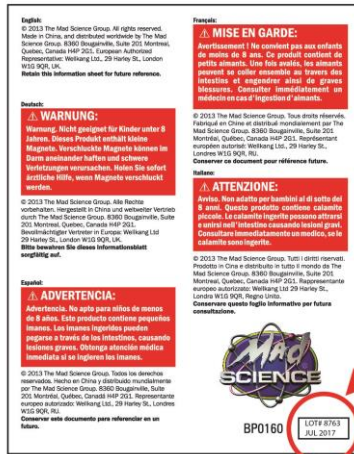 English:
© 2013 The Mad Science Group. All rights reserved.
Made in China, and distributed worldwide by The Mad
Science Group. 8360 Bougainville, Suite 201 Montreal,
Quebec, Canada H4P 2G1. European Authorized
Representative: Wellkang Ltd., 29 Harley St., London
W1G 9QR, UK.
Retain this information sheet for future reference.
Deutsch:
⚠ WARNUNG:
Warnung. Nicht geeignet für Kinder unter 8
Jahren. Dieses Produkt enthält kleine
Magnete. Verschluckte Magnete können im
Darm aneinander haften und schwere
Verletzungen verursachen. Holen Sie sofort
ärztliche Hilfe, wenn Magnete verschluckt
werden.
© 2013 The Mad Science Group. Alle Rechte
vorbehalten. Hergestellt in China und weltweiter Vertrieb
durch The Mad Science Group. 8360 Bougainville, Suite
201 Montreal, Quebec, Canada H4P 2G1.
Bevollmächtigter Vertreter in Europa: Wellkang Ltd
29 Harley St., London W1G 9QR, UK.
Bitte bewahren Sie dieses Informationsblatt
sorgfältig auf.
Español:
⚠ ADVERTENCIA:
Advertencia. No apto para niños de menos
de 8 años. Este producto contiene pequeños
imanes. Los imanes ingeridos pueden
pegarse a través de los intestinos, causando
lesiones graves. Obtenga atención médica
inmediata si se ingieren los imanes.
© 2013 The Mad Science Group. Todos los derechos
reservados. Hecho en China y distribuido mundialmente
por The Mad Science Group. 8360 Bougainville, Suite
201 Montréal, Québec, Canadá H4P 2G1. Representante
europeo autorizado: Wellkang Ltd., 29 Harley St., Londres
W1G 9QR, RU.
Conservar este documento para referenciar en un
futuro.
Français:
⚠ MISE EN GARDE:
Avertissement ! Ne convient pas aux enfants
de moins de 8 ans. Ce produit contient de
petits aimants. Une fois avalés, les aimants
peuvent se coller ensemble au travers des
intestins et engendrer ainsi de graves
blessures. Consulter immédiatement un
médecin en cas d'ingestion d'aimants.
© 2013 The Mad Science Group. Tous droits réservés.
Fabriqué en Chine et distribué mondialement par The
Mad Science Group. 8360 Bougainville, Suite 201
Montréal, Québec, Canada H4P 2G1. Représentant
européen autorisé: Wellkang Ltd., 29 Harley St.,
Londres W1G 9QR, RU.
Conserver ce document pour référence future.
Italiano:
⚠ ATTENZIONE:
Avviso. Non adatto per bambini al di sotto dei
8 anni. Questo prodotto contiene calamite
piccole. Le calamite ingerite possono attrarsi
e unirsi nell'intestino causando lesioni gravi.
Consultare immediatamente un medico, se le
calamite sono ingerite.
© 2013 The Mad Science Group. Tutti i diritti riservati.
Prodotto in Cina e distribuito in tutto il mondo da The
Mad Science Group. 8360 Bougainville, Suite 201
Montreal, Quebec, Canada H4P 2G1. Rappresentante
europeo autorizzato: Wellkang Ltd., 29 Harley St.,
Londra W1G 9QR, Regno Unito.
Conservare questo foglio informativo per futura
consultazione.
Mad
SCIENCE
BP0160
LOT# 8763
JUL 2017